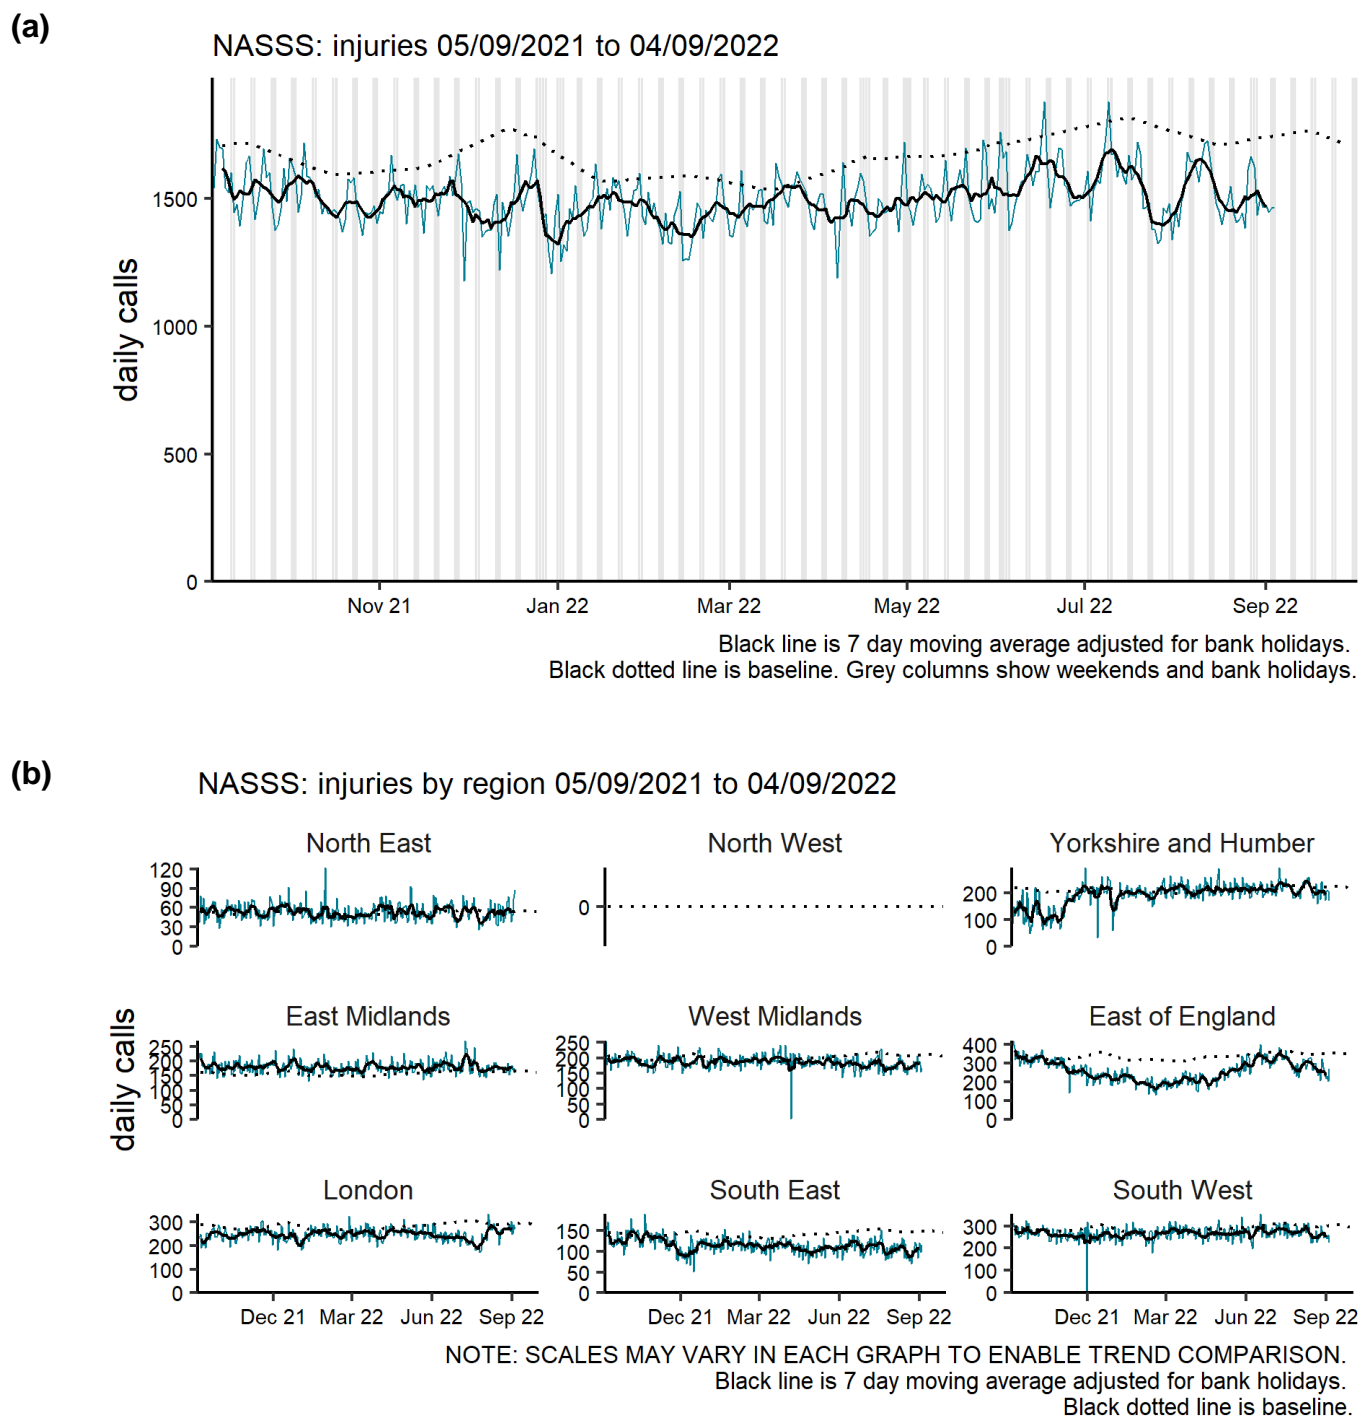 (a)
NASSS: injuries 05/09/2021 to 04/09/2022
daily calls
1500
1000
500
0
Nov 21 Jan 22 Mar 22 May 22 Jul 22 Sep 22
Black line is 7 day moving average adjusted for bank holidays.
Black dotted line is baseline. Grey columns show weekends and bank holidays.
(b)
NASSS: injuries by region 05/09/2021 to 04/09/2022
daily calls
North East
120
90
60
30
0
North West
0
Yorkshire and Humber
200
100
0
East Midlands
250
200
150
100
50
0
West Midlands
250
200
150
100
50
0
East of England
400
300
200
100
0
London
300
200
100
0
Dec 21 Mar 22 Jun 22 Sep 22
South East
150
100
50
0
Dec 21 Mar 22 Jun 22 Sep 22
South West
300
200
100
0
Dec 21 Mar 22 Jun 22 Sep 22
NOTE: SCALES MAY VARY IN EACH GRAPH TO ENABLE TREND COMPARISON.
Black line is 7 day moving average adjusted for bank holidays.
Black dotted line is baseline.